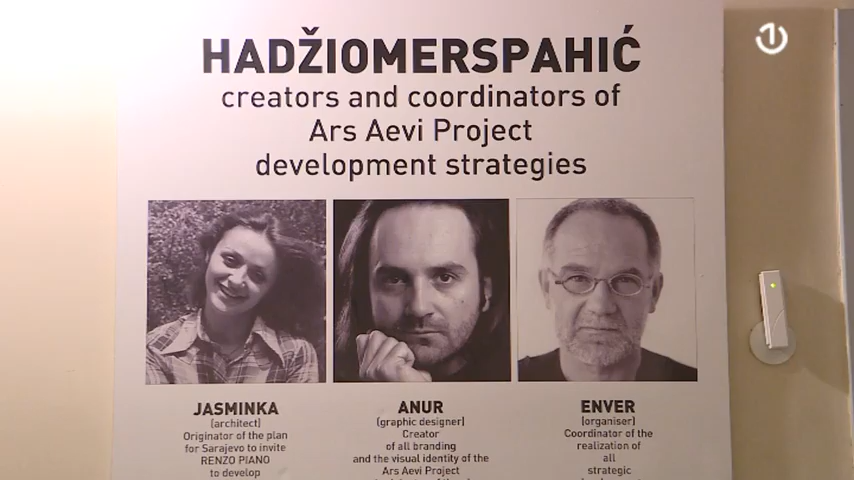 HADŽIOMERSPAHIĆ
creators and coordinators of
Ars Aevi Project
development strategies
JASMINKA
(architect)
Originator of the plan
for Sarajevo to invite
RENZO PIANO
to develop
ANUR
(graphic designer)
Creator
of all branding
and the visual identity of the
Ars Aevi Project
ENVER
(organiser)
Coordinator of the
realization of
all
strategic